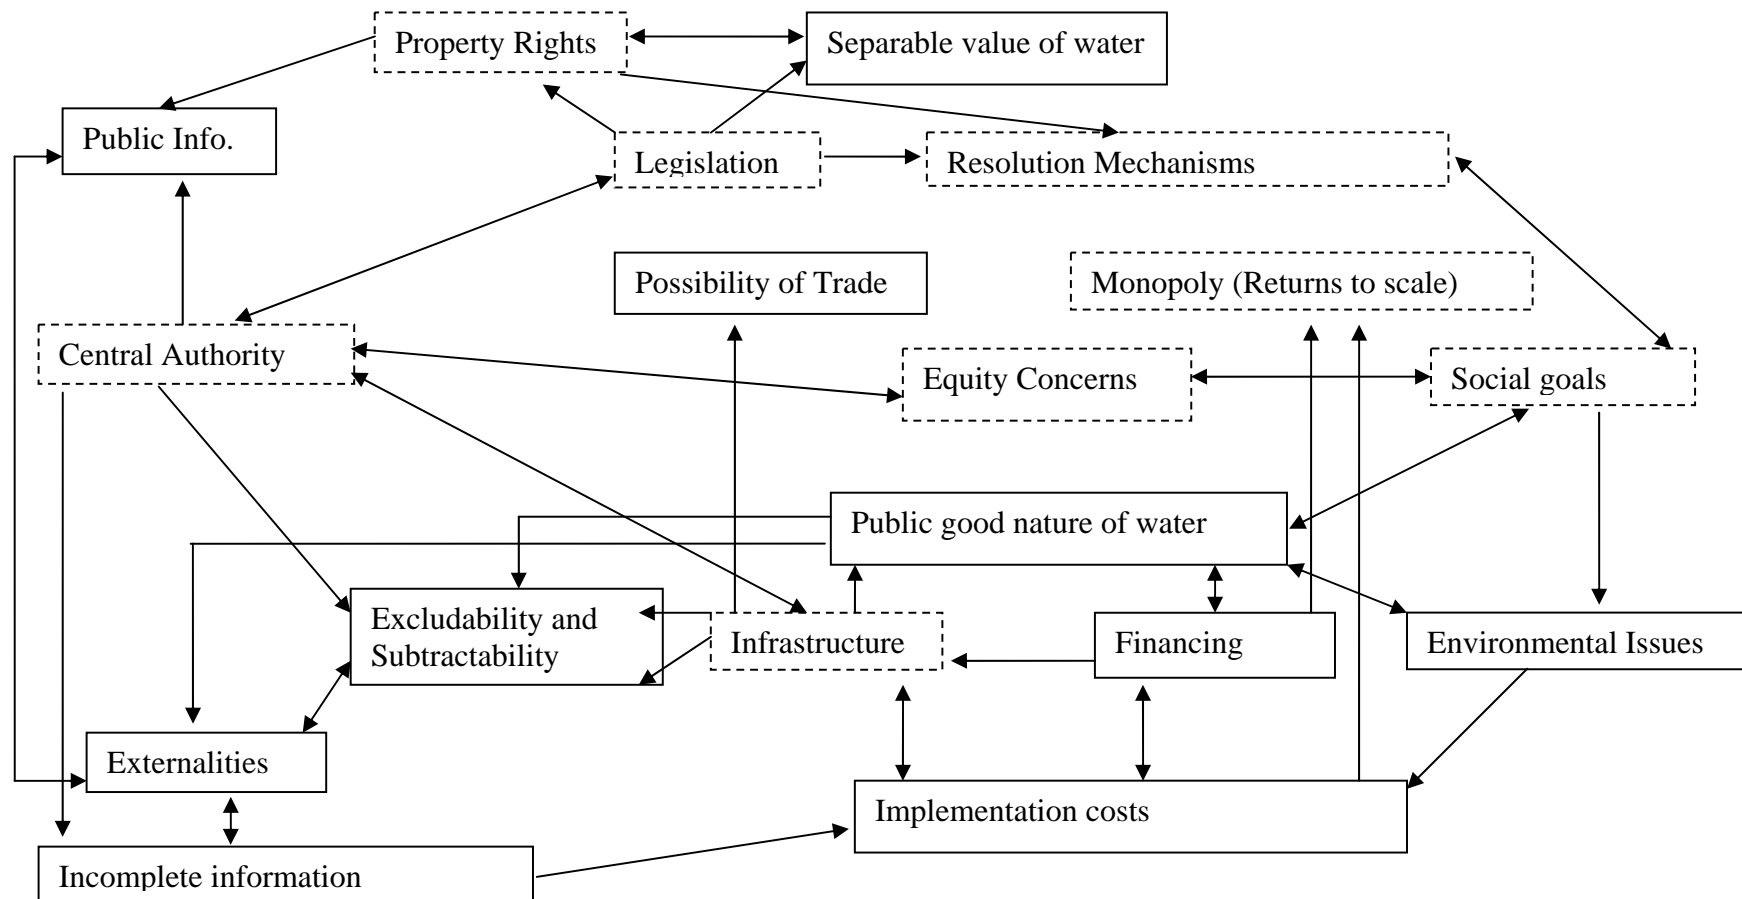 Property Rights
Separable value of water
Public Info.
Legislation
Resolution Mechanisms
Possibility of Trade
Monopoly (Returns to scale)
Central Authority
Equity Concerns
Social goals
Public good nature of water
Excludability and
Subtractability
Infrastructure
Financing
Environmental Issues
Externalities
Implementation costs
Incomplete information